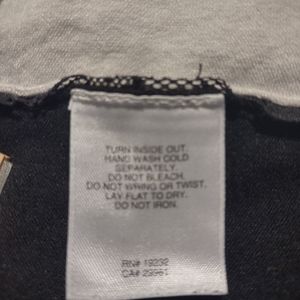 TURN INSIDE OUT.
HAND WASH COLD
SEPARATELY.
DO NOT BLEACH.
DO NOT WRING OR TWIST.
LAY FLAT TO DRY.
DO NOT IRON.
RN# 19232
CA# 23961